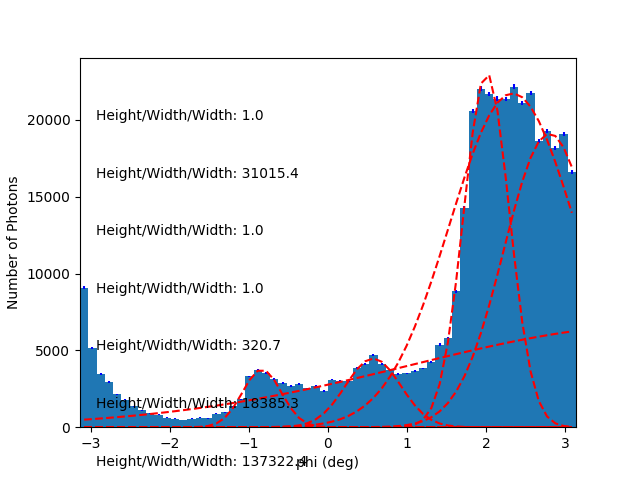 Height/Width/Width: 1.0
Height/Width/Width: 31015.4
Height/Width/Width: 1.0
Height/Width/Width: 1.0
Height/Width/Width: 320.7
Height/Width/Width: 18385.3
Height/Width/Width: 137322.4
20000
15000
10000
5000
0
Number of Photons
−3 −2 −1 0 1 2 3
phi (deg)